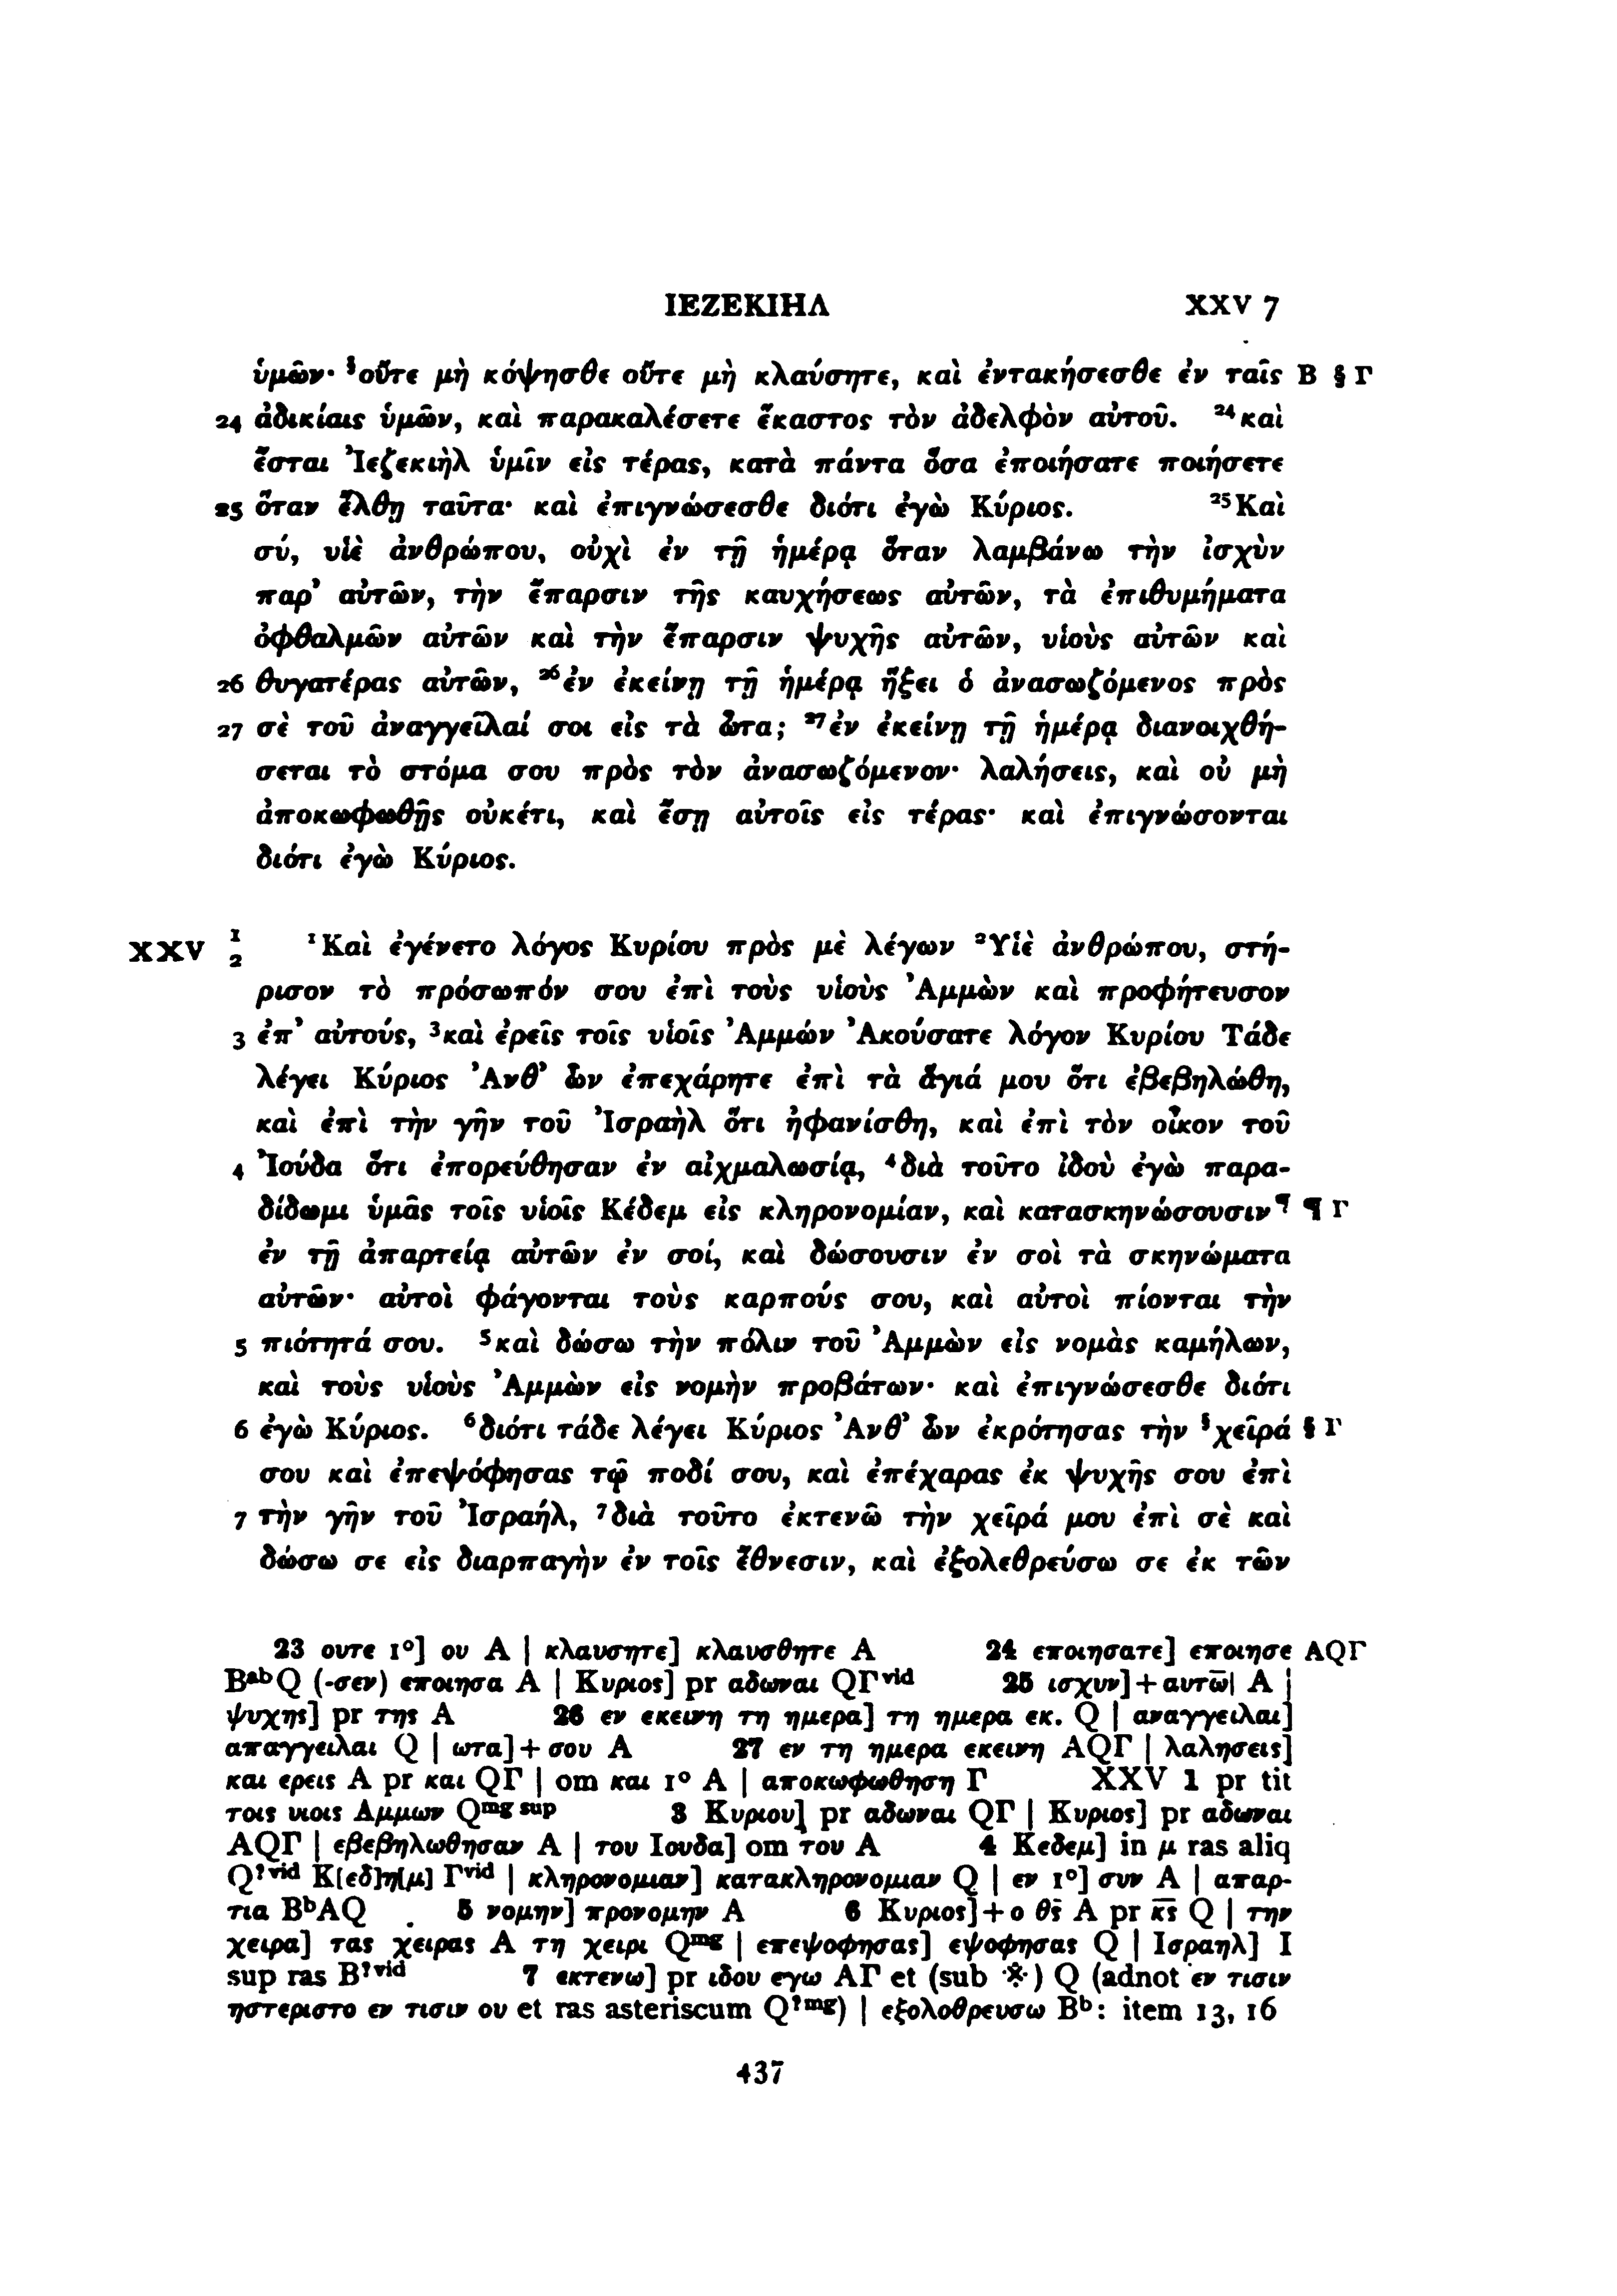 ΙΕΖΕΚΙΗΛ XXV 7
ὑμῶν· §οὔτε μὴ κόψησθε οὔτε μὴ κλαύσητε, καὶ ἐντακήσεσθε ἐν ταῖς B § Γ
24 ἀδικίαις ὑμῶν, καὶ παρακαλέσετε ἕκαστος τὸν ἀδελφὸν αὐτοῦ. ²⁴καὶ
ἔσται Ἰεζεκιὴλ ὑμῖν εἰς τέρας, κατὰ πάντα ὅσα ἐποιήσατε ποιήσετε
25 ὅταν ἔλθῃ ταῦτα· καὶ ἐπιγνώσεσθε διότι ἐγὼ Κύριος. ²⁵Καὶ
σύ, υἱὲ ἀνθρώπου, οὐχὶ ἐν τῇ ἡμέρᾳ ὅταν λαμβάνω τὴν ἰσχὺν
παρ’ αὐτῶν, τὴν ἔπαρσιν τῆς καυχήσεως αὐτῶν, τὰ ἐπιθυμήματα
ὀφθαλμῶν αὐτῶν καὶ τὴν ἔπαρσιν ψυχῆς αὐτῶν, υἱοὺς αὐτῶν καὶ
26 θυγατέρας αὐτῶν, ²⁶ἐν ἐκείνῃ τῇ ἡμέρᾳ ἥξει ὁ ἀνασωζόμενος πρὸς
27 σὲ τοῦ ἀναγγεῖλαί σοι εἰς τὰ ὦτα; ²⁷ἐν ἐκείνῃ τῇ ἡμέρᾳ διανοιχθή-
σεται τὸ στόμα σου πρὸς τὸν ἀνασωζόμενον· λαλήσεις, καὶ οὐ μὴ
ἀποκωφωθῇς οὐκέτι, καὶ ἔσῃ αὐτοῖς εἰς τέρας· καὶ ἐπιγνώσονται
διότι ἐγὼ Κύριος.
XXV 1 2 ¹Καὶ ἐγένετο λόγος Κυρίου πρὸς μὲ λέγων ²Υἱὲ ἀνθρώπου, στή-
ρισον τὸ πρόσωπόν σου ἐπὶ τοὺς υἱοὺς Ἀμμὼν καὶ προφήτευσον
3 ἐπ’ αὐτούς, ³καὶ ἐρεῖς τοῖς υἱοῖς Ἀμμών Ἀκούσατε λόγον Κυρίου Τάδε
λέγει Κύριος Ἀνθ’ ὧν ἐπεχάρητε ἐπὶ τὰ ἅγιά μου ὅτι ἐβεβηλώθη,
καὶ ἐπὶ τὴν γῆν τοῦ Ἰσραὴλ ὅτι ἠφανίσθη, καὶ ἐπὶ τὸν οἶκον τοῦ
4 Ἰούδα ὅτι ἐπορεύθησαν ἐν αἰχμαλωσίᾳ, ⁴διὰ τοῦτο ἰδοὺ ἐγὼ παρα-
δίδωμι ὑμᾶς τοῖς υἱοῖς Κέδεμ εἰς κληρονομίαν, καὶ κατασκηνώσουσιν¶ ¶ Γ
ἐν τῇ ἀπαρτείᾳ αὐτῶν ἐν σοί, καὶ δώσουσιν ἐν σοὶ τὰ σκηνώματα
αὐτῶν· αὐτοὶ φάγονται τοὺς καρπούς σου, καὶ αὐτοὶ πίονται τὴν
5 πιότητά σου. ⁵καὶ δώσω τὴν πόλιν τοῦ Ἀμμὼν εἰς νομὰς καμήλων,
καὶ τοὺς υἱοὺς Ἀμμὼν εἰς νομὴν προβάτων· καὶ ἐπιγνώσεσθε διότι
6 ἐγὼ Κύριος. ⁶διότι τάδε λέγει Κύριος Ἀνθ’ ὧν ἐκρότησας τὴν §χεῖρά § Γ
σου καὶ ἐπεψόφησας τῷ ποδί σου, καὶ ἐπέχαρας ἐκ ψυχῆς σου ἐπὶ
7 τὴν γῆν τοῦ Ἰσραήλ, ⁷διὰ τοῦτο ἐκτενῶ τὴν χεῖρά μου ἐπὶ σὲ καὶ
δώσω σε εἰς διαρπαγὴν ἐν τοῖς ἔθνεσιν, καὶ ἐξολεθρεύσω σε ἐκ τῶν
23 ουτε 1°] ου A | κλαυσητε] κλαυσθητε A 24 εποιησατε] εποιησε AQΓ
BᵃᵇQ (-σεν) εποιησα A | Κυριος] pr αδωναι QΓᵛⁱᵈ 25 ισχυν]+αυτω̅| A |
ψυχης] pr της A 26 εν εκεινη τη ημερα] τη ημερα εκ. Q | αναγγειλαι]
απαγγειλαι Q | ωτα]+σου A 27 εν τη ημερα εκεινη AQΓ | λαλησεις]
και ερεις A pr και QΓ | om και 1° A | αποκωφωθηση Γ XXV 1 pr tit
τοις υιοις Αμμων Qᵐᵍ ˢᵘᵖ 3 Κυριου] pr αδωναι QΓ | Κυριος] pr αδωναι
AQΓ | εβεβηλωθησαν A | του Ιουδα] om του A 4 Κεδεμ] in μ ras aliq
Q?ᵛⁱᵈ Κ[εδ]η[μ] Γᵛⁱᵈ | κληρονομιαν] κατακληρονομιαν Q | εν 1°] συν A | απαρ-
τια BᵇAQ 5 νομην] προνομην A 6 Κυριος]+ο θ̅ς̅ A pr κ̅ς̅ Q | την
χειρα] τας χειρας A τη χειρι Qᵐᵍ | επεψοφησας] εψοφησας Q | Ισραηλ] Ι
sup ras B?ᵛⁱᵈ 7 εκτενω] pr ιδου εγω AΓ et (sub ※) Q (adnot εν τισιν
ηστεριστο εν τισιν ου et ras asteriscum Q?ᵐᵍ) | εξολοθρευσω Bᵇ: item 13, 16
437